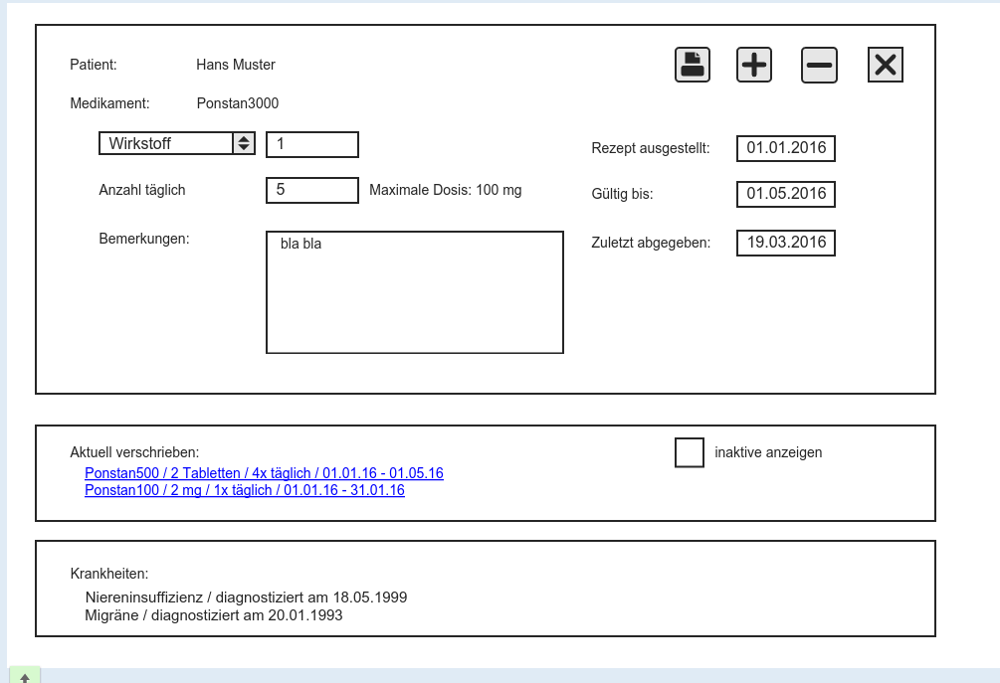 Patient: Hans Muster
Medikament: Ponstan3000
Wirkstoff 1
Rezept ausgestellt: 01.01.2016
Anzahl täglich 5 Maximale Dosis: 100 mg
Gültig bis: 01.05.2016
Bemerkungen: bla bla
Zuletzt abgegeben: 19.03.2016
Aktuell verschrieben: inaktive anzeigen
Ponstan500 / 2 Tabletten / 4x täglich / 01.01.16 - 01.05.16
Ponstan100 / 2 mg / 1x täglich / 01.01.16 - 31.01.16
Krankheiten:
Niereninsuffizienz / diagnostiziert am 18.05.1999
Migräne / diagnostiziert am 20.01.1993